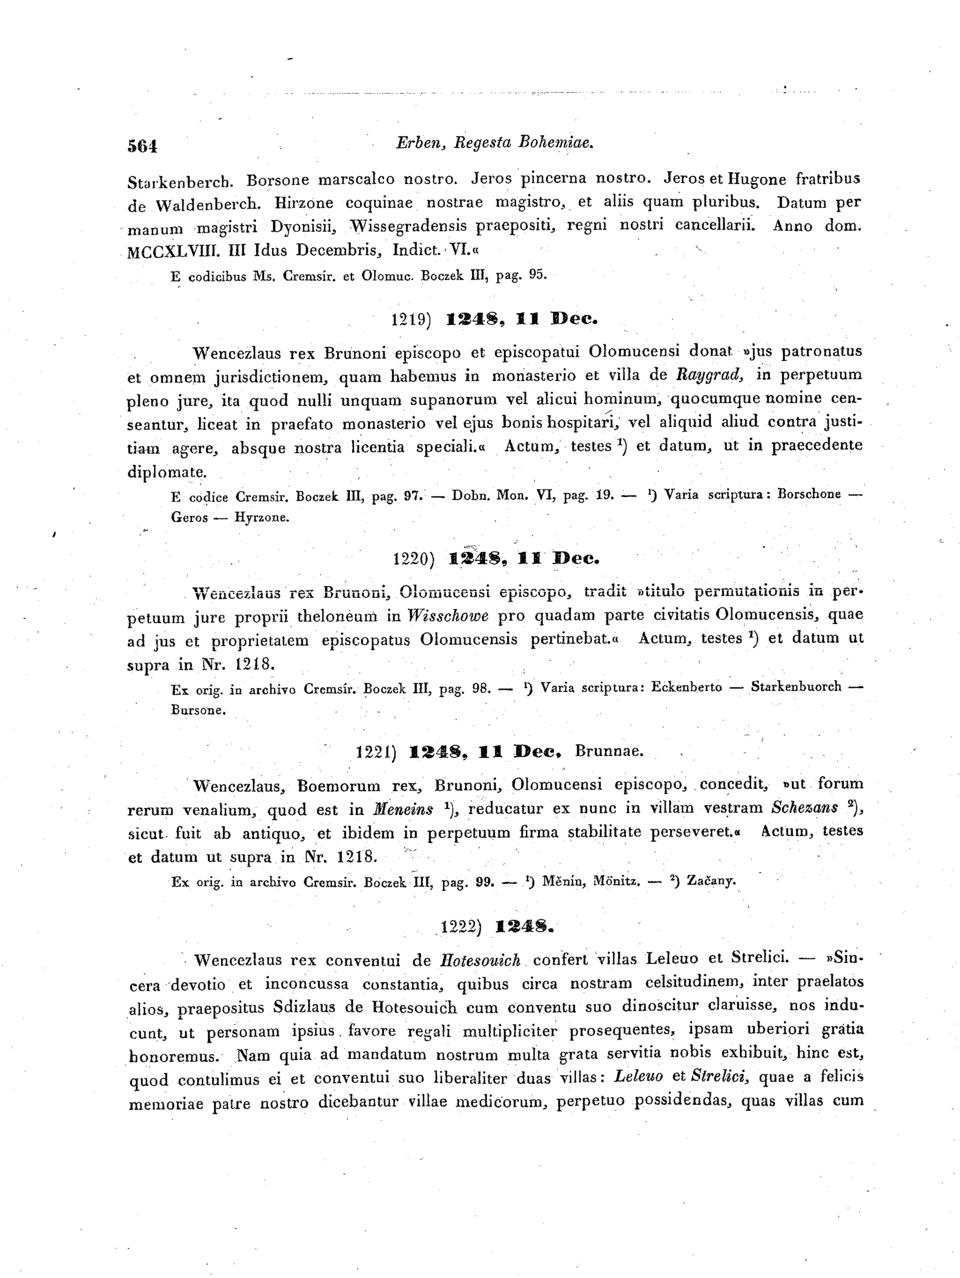 564
Erben, Regesta Bohemiae.
Starkenberch. Borsone marscalco nostro. Jeros pincerna nostro. Jeros et Hugone fratribus
de Waldenberch. Hirzone coquinae nostrae magistro, et aliis quam pluribus. Datum per
manum magistri Dyonisii, Wissegradensis praepositi, regni nostri cancellarii. Anno dom.
MCCXLVIII. III Idus Decembris, Indict. VI.«
E codicibus Ms. Cremsir. et Olomuc. Boczek III, pag. 95.
1219) 1248, 11 Dec.
Wencezlaus rex Brunoni episcopo et episcopatui Olomucensi donat »jus patronatus
et omnem jurisdictionem, quam habemus in monasterio et villa de Raygrad, in perpetuum
pleno jure, ita quod nulli unquam supanorum vel alicui hominum, quocumque nomine cen-
seantur, liceat in praefato monasterio vel ejus bonis hospitari, vel aliquid aliud contra justi-
tiam agere, absque nostra licentia speciali.« Actum, testes ¹) et datum, ut in praecedente
diplomate.
E codice Cremsir. Boczek III, pag. 97. — Dobn. Mon. VI, pag. 19. — ¹) Varia scriptura: Borschone —
Geros — Hyrzone.
1220) 1248, 11 Dec.
Wencezlaus rex Brunoni, Olomucensi episcopo, tradit »titulo permutationis in per-
petuum jure proprii theloneum in Wisschowe pro quadam parte civitatis Olomucensis, quae
ad jus et proprietatem episcopatus Olomucensis pertinebat.« Actum, testes ¹) et datum ut
supra in Nr. 1218.
Ex orig. in archivo Cremsir. Boczek III, pag. 98. — ¹) Varia scriptura: Eckenberto — Starkenbuorch —
Bursone.
1221) 1248, 11 Dec. Brunnae.
Wencezlaus, Boemorum rex, Brunoni, Olomucensi episcopo, concedit, »ut forum
rerum venalium, quod est in Meneins ¹), reducatur ex nunc in villam vestram Schezans ²),
sicut fuit ab antiquo, et ibidem in perpetuum firma stabilitate perseveret.« Actum, testes
et datum ut supra in Nr. 1218.
Ex orig. in archivo Cremsir. Boczek III, pag. 99. — ¹) Měnín, Mönitz. — ²) Začany.
1222) 1248.
Wencezlaus rex conventui de Hotesouich confert villas Leleuo et Strelici. — »Sin-
cera devotio et inconcussa constantia, quibus circa nostram celsitudinem, inter praelatos
alios, praepositus Sdizlaus de Hotesouich cum conventu suo dinoscitur claruisse, nos indu-
cunt, ut personam ipsius favore regali multipliciter prosequentes, ipsam uberiori gratia
honoremus. Nam quia ad mandatum nostrum multa grata servitia nobis exhibuit, hinc est,
quod contulimus ei et conventui suo liberaliter duas villas: Leleuo et Strelici, quae a felicis
memoriae patre nostro dicebantur villae medicorum, perpetuo possidendas, quas villas cum